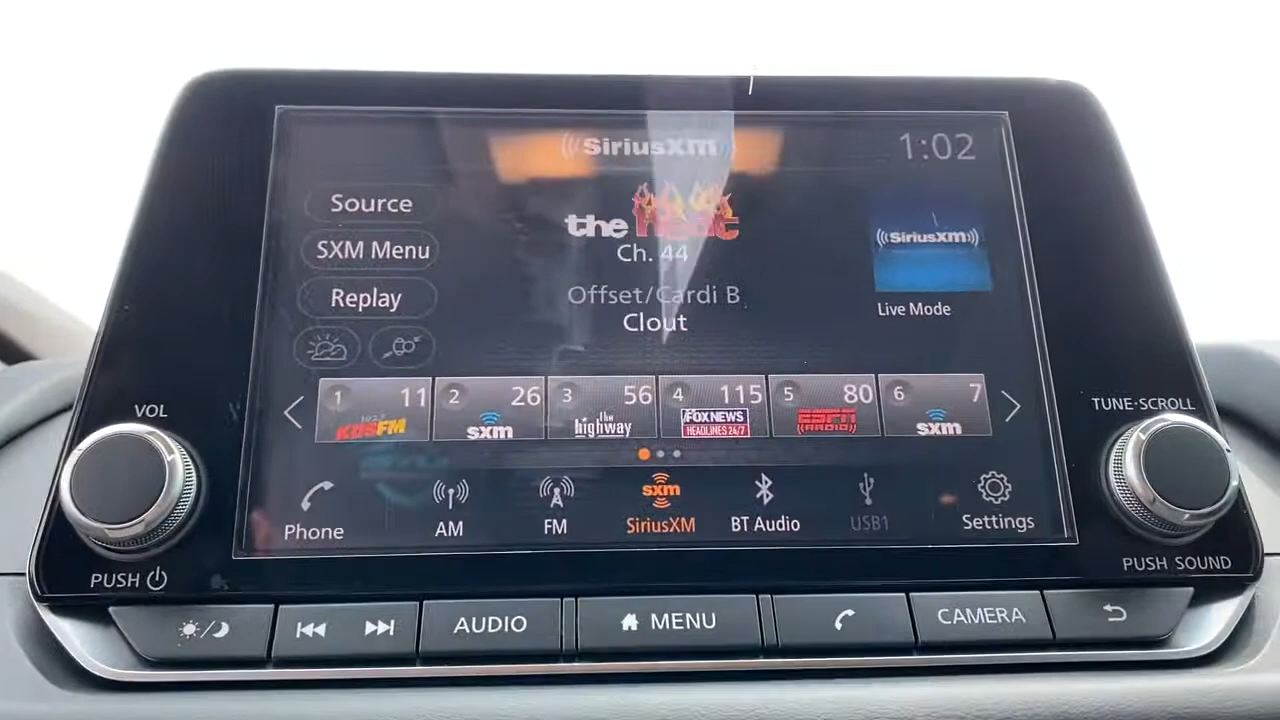 ((SiriusXM))
1:02
Source
SXM Menu
Replay
the heat
Ch. 44
Offset/Cardi B
Clout
((SiriusXM))
Live Mode
1 11
KIISFM
2 26
sxm
3 56
the highway
4 115
FOX NEWS
HEADLINES 24/7
5 80
ESPN
RADIO
6 7
sxm
Phone
AM
FM
sxm
SiriusXM
BT Audio
USB1
Settings
VOL
PUSH
TUNE·SCROLL
PUSH SOUND
AUDIO
MENU
CAMERA